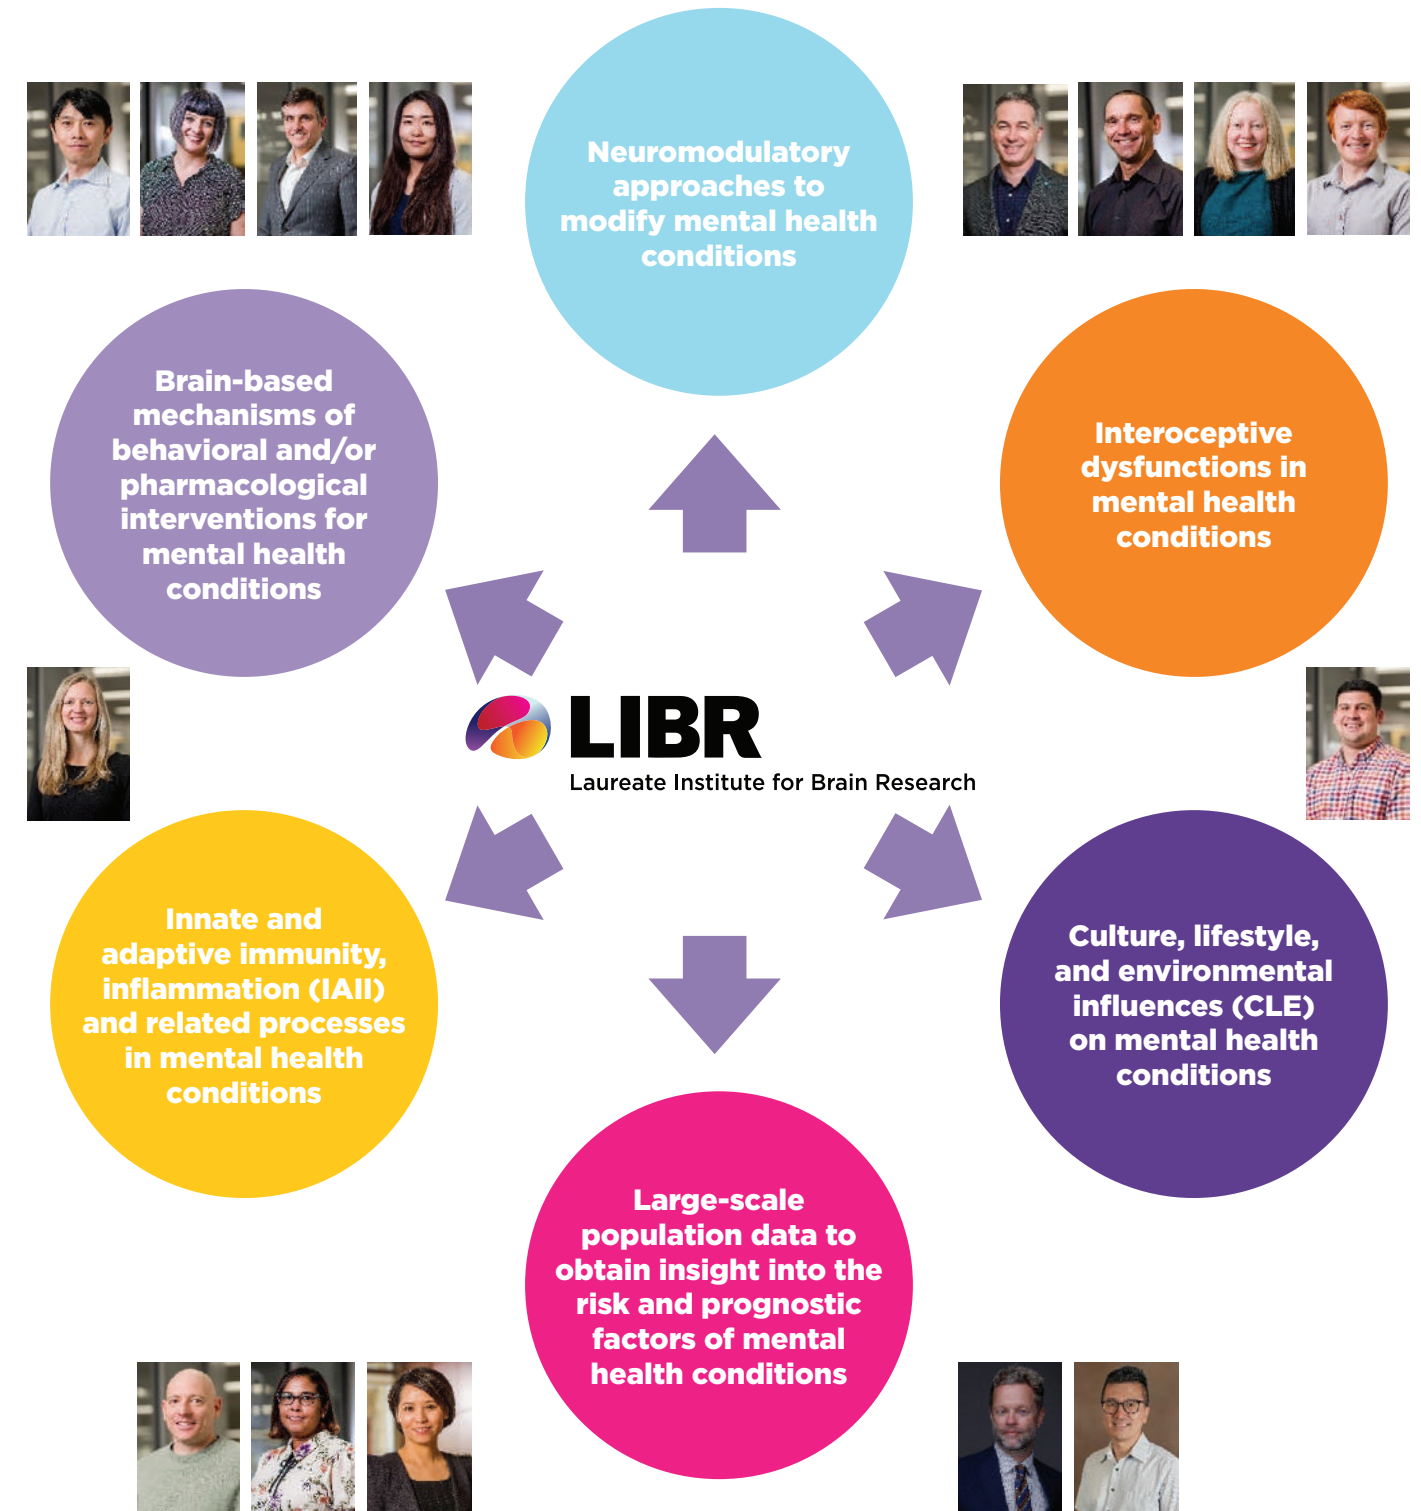 Neuromodulatory
approaches to
modify mental health
conditions
Brain-based
mechanisms of
behavioral and/or
pharmacological
interventions for
mental health
conditions
Interoceptive
dysfunctions in
mental health
conditions
LIBR
Laureate Institute for Brain Research
Innate and
adaptive immunity,
inflammation (IAII)
and related processes
in mental health
conditions
Culture, lifestyle,
and environmental
influences (CLE)
on mental health
conditions
Large-scale
population data to
obtain insight into the
risk and prognostic
factors of mental
health conditions